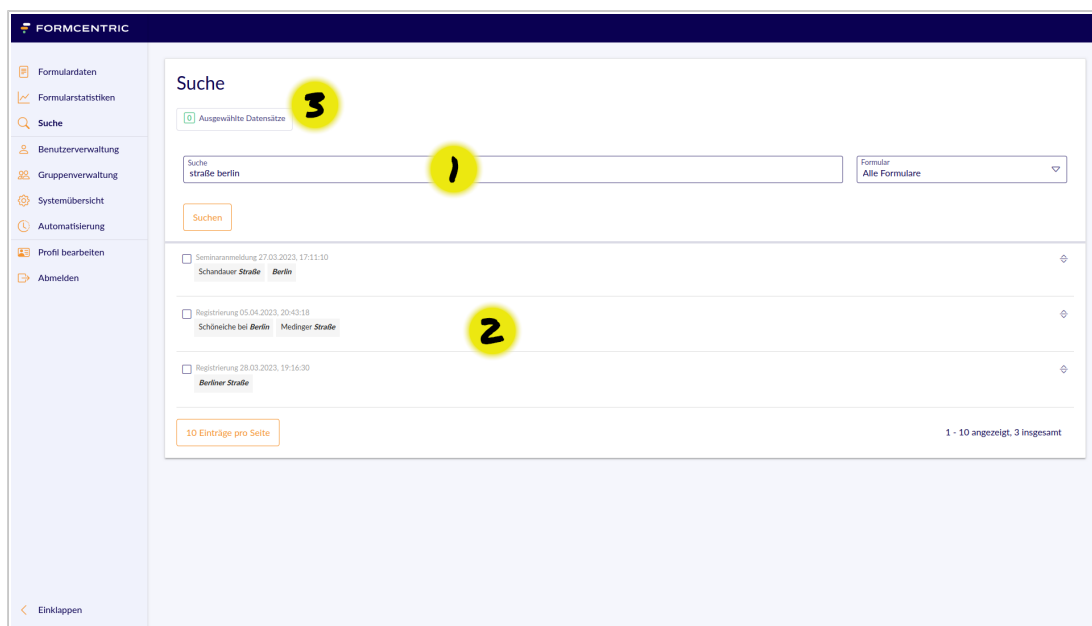 FORMCENTRIC
Formulardaten
Formularstatistiken
Suche
Benutzerverwaltung
Gruppenverwaltung
Systemübersicht
Automatisierung
Profil bearbeiten
Abmelden
Einklappen
Suche
3
0 Ausgewählte Datensätze
Suche
straße berlin
1
Formular
Alle Formulare
Suchen
Seminaranmeldung 27.03.2023, 17:11:10
Schandauer Straße Berlin
Registrierung 05.04.2023, 20:43:18
Schöneiche bei Berlin Medinger Straße
2
Registrierung 28.03.2023, 19:16:30
Berliner Straße
10 Einträge pro Seite
1 - 10 angezeigt, 3 insgesamt